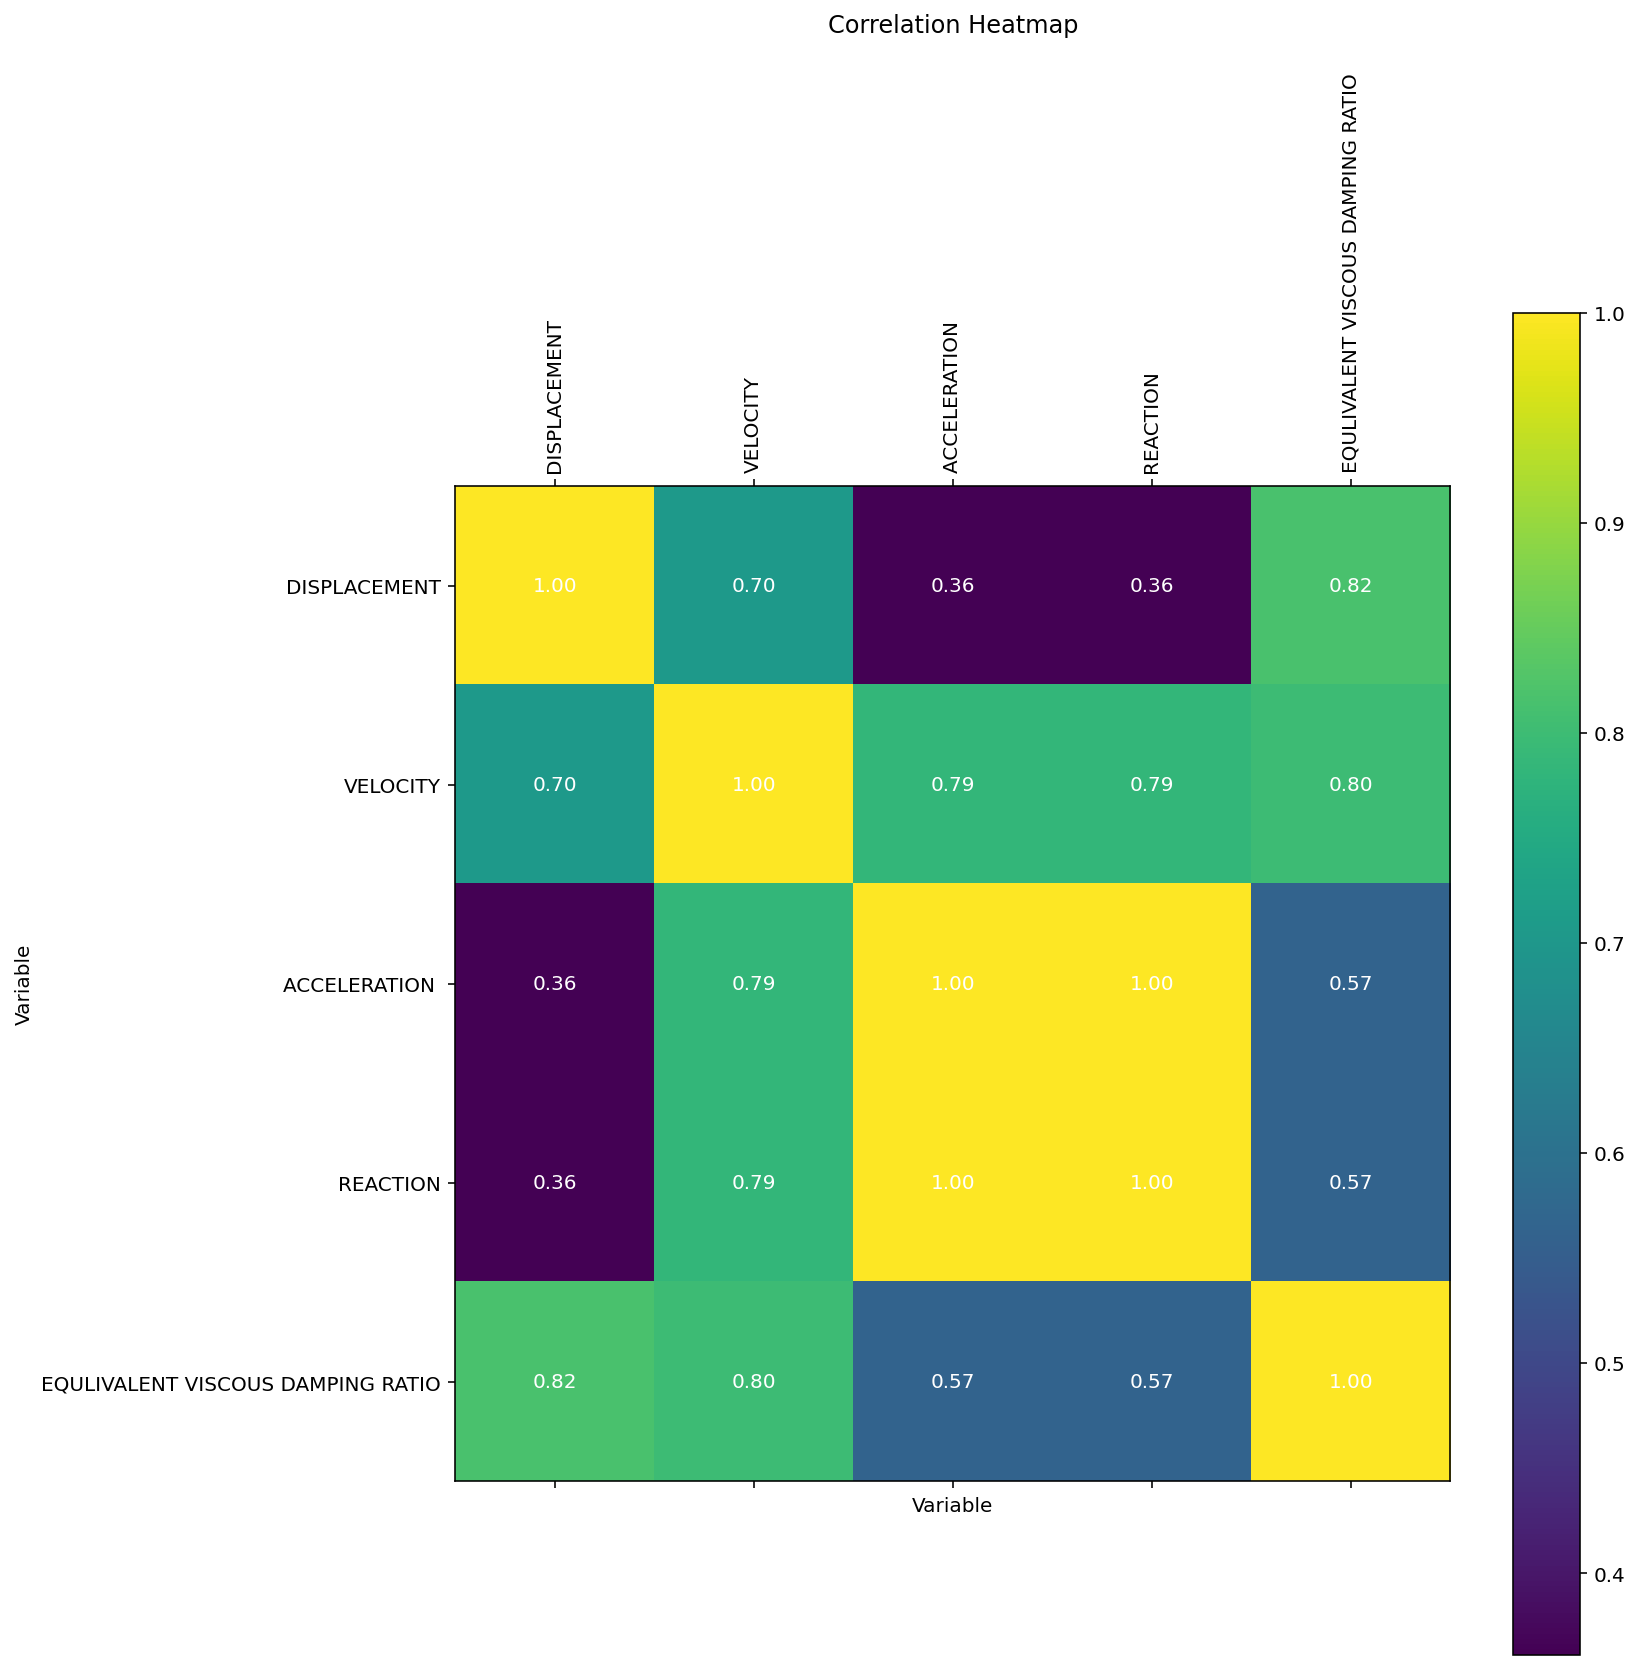 Correlation Heatmap
DISPLACEMENT
VELOCITY
ACCELERATION
REACTION
EQULIVALENT VISCOUS DAMPING RATIO
DISPLACEMENT 1.00 0.70 0.36 0.36 0.82
VELOCITY 0.70 1.00 0.79 0.79 0.80
ACCELERATION 0.36 0.79 1.00 1.00 0.57
REACTION 0.36 0.79 1.00 1.00 0.57
EQULIVALENT VISCOUS DAMPING RATIO 0.82 0.80 0.57 0.57 1.00
Variable
Variable
1.0
0.9
0.8
0.7
0.6
0.5
0.4